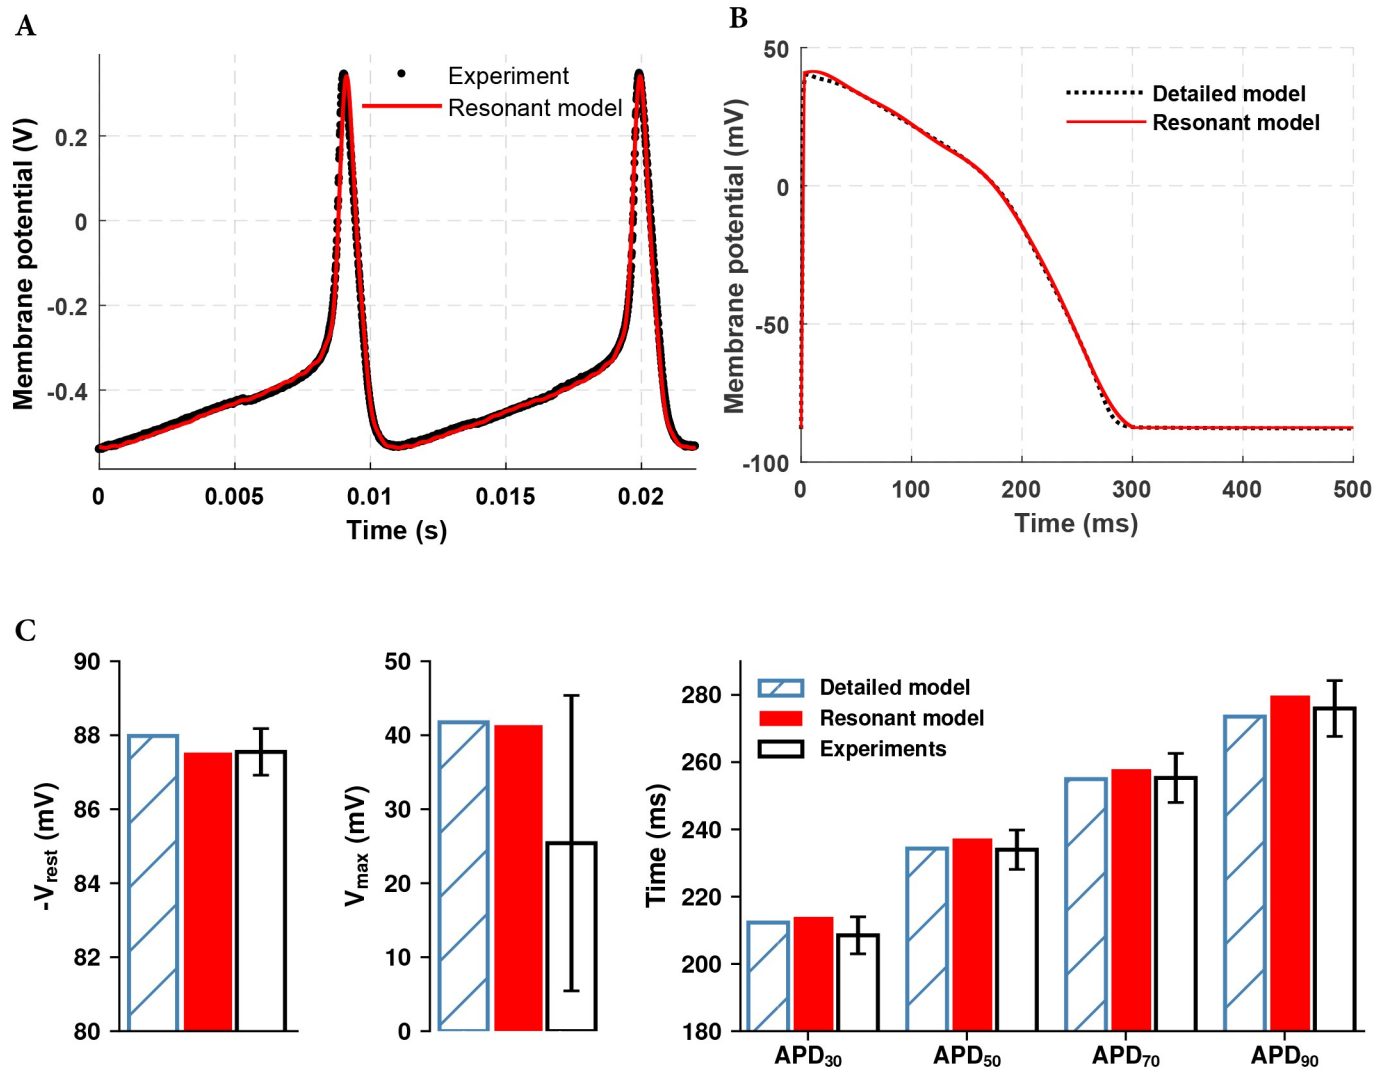 A
Experiment
Resonant model
0.2
0
-0.2
-0.4
Membrane potential (V)
0
0.005
0.01
0.015
0.02
Time (s)
B
Detailed model
Resonant model
50
0
-50
-100
Membrane potential (mV)
0
100
200
300
400
500
Time (ms)
C
90
88
86
84
82
80
-Vrest (mV)
50
40
30
20
10
0
Vmax (mV)
Detailed model
Resonant model
Experiments
280
260
240
220
200
180
Time (ms)
APD30
APD50
APD70
APD90